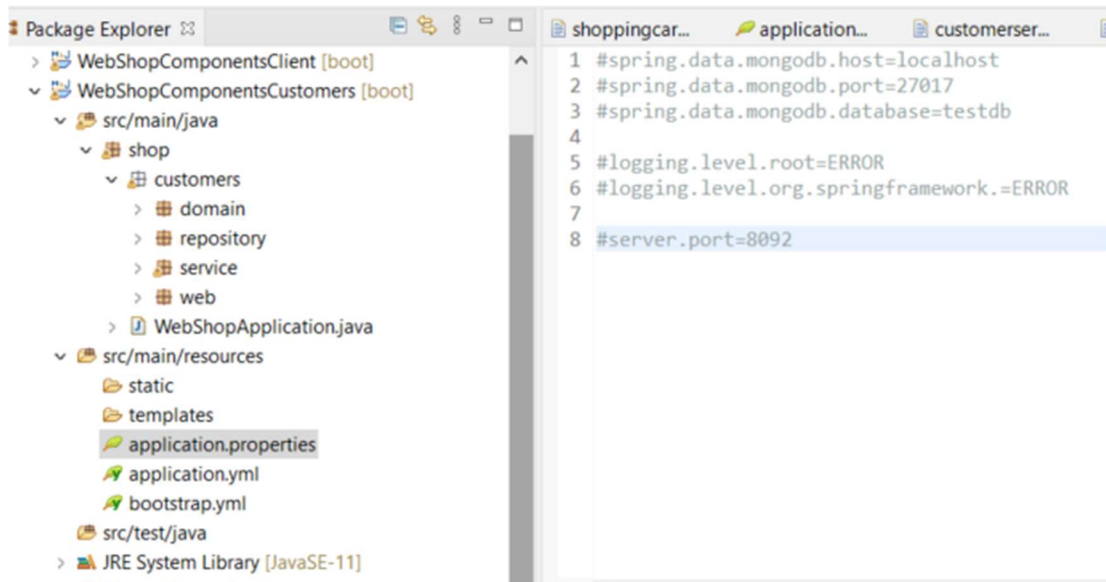 Package Explorer
WebShopComponentsClient [boot]
WebShopComponentsCustomers [boot]
src/main/java
shop
customers
domain
repository
service
web
WebShopApplication.java
src/main/resources
static
templates
application.properties
application.yml
bootstrap.yml
src/test/java
JRE System Library [JavaSE-11]
shoppingcar... application... customerser...
1 #spring.data.mongodb.host=localhost
2 #spring.data.mongodb.port=27017
3 #spring.data.mongodb.database=testdb
4
5 #logging.level.root=ERROR
6 #logging.level.org.springframework.=ERROR
7
8 #server.port=8092